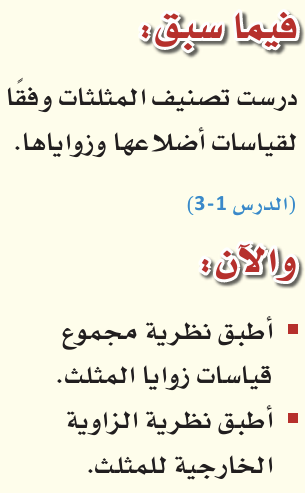 فيما سبق:
درست تصنيف المثلثات وفقًا
لقياسات أضلاعها وزواياها.
(الدرس 1-3)
والآن:
▪ أطبق نظرية مجموع
قياسات زوايا المثلث.
▪ أطبق نظرية الزاوية
الخارجية للمثلث.